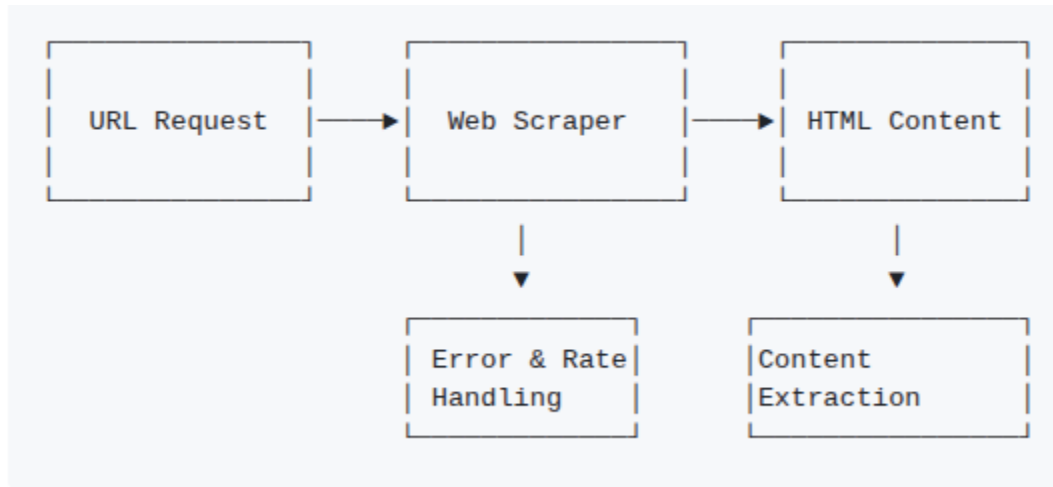 URL Request
Web Scraper
HTML Content
Error & Rate
Handling
Content
Extraction